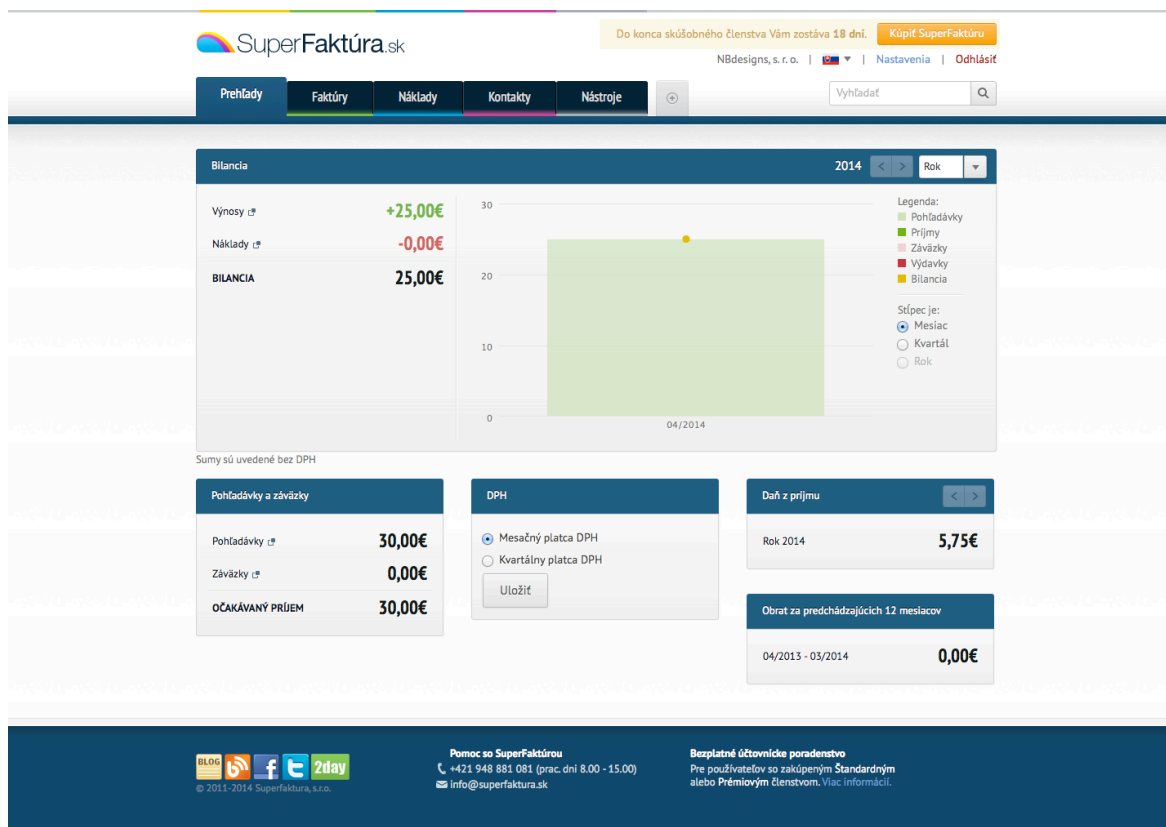 SuperFaktúra.sk
Do konca skúšobného členstva Vám zostáva 18 dní.
Kúpiť SuperFaktúru
NBdesigns, s. r. o. | | Nastavenia | Odhlásiť
Prehľady
Faktúry
Náklady
Kontakty
Nástroje
Vyhľadať
Bilancia
2014 < > Rok
Výnosy +25,00€
Náklady -0,00€
BILANCIA 25,00€
30
20
10
0
04/2014
Legenda:
Pohľadávky
Príjmy
Záväzky
Výdavky
Bilancia
Stĺpec je:
Mesiac
Kvartál
Rok
Sumy sú uvedené bez DPH
Pohľadávky a záväzky
Pohľadávky 30,00€
Záväzky 0,00€
OČAKÁVANÝ PRÍJEM 30,00€
DPH
Mesačný platca DPH
Kvartálny platca DPH
Uložiť
Daň z príjmu < >
Rok 2014 5,75€
Obrat za predchádzajúcich 12 mesiacov
04/2013 - 03/2014 0,00€
BLOG
2day
© 2011-2014 Superfaktura, s.r.o.
Pomoc so SuperFaktúrou
+421 948 881 081 (prac. dni 8.00 - 15.00)
info@superfaktura.sk
Bezplatné účtovnícke poradenstvo
Pre používateľov so zakúpeným Štandardným
alebo Prémiovým členstvom. Viac informácií.